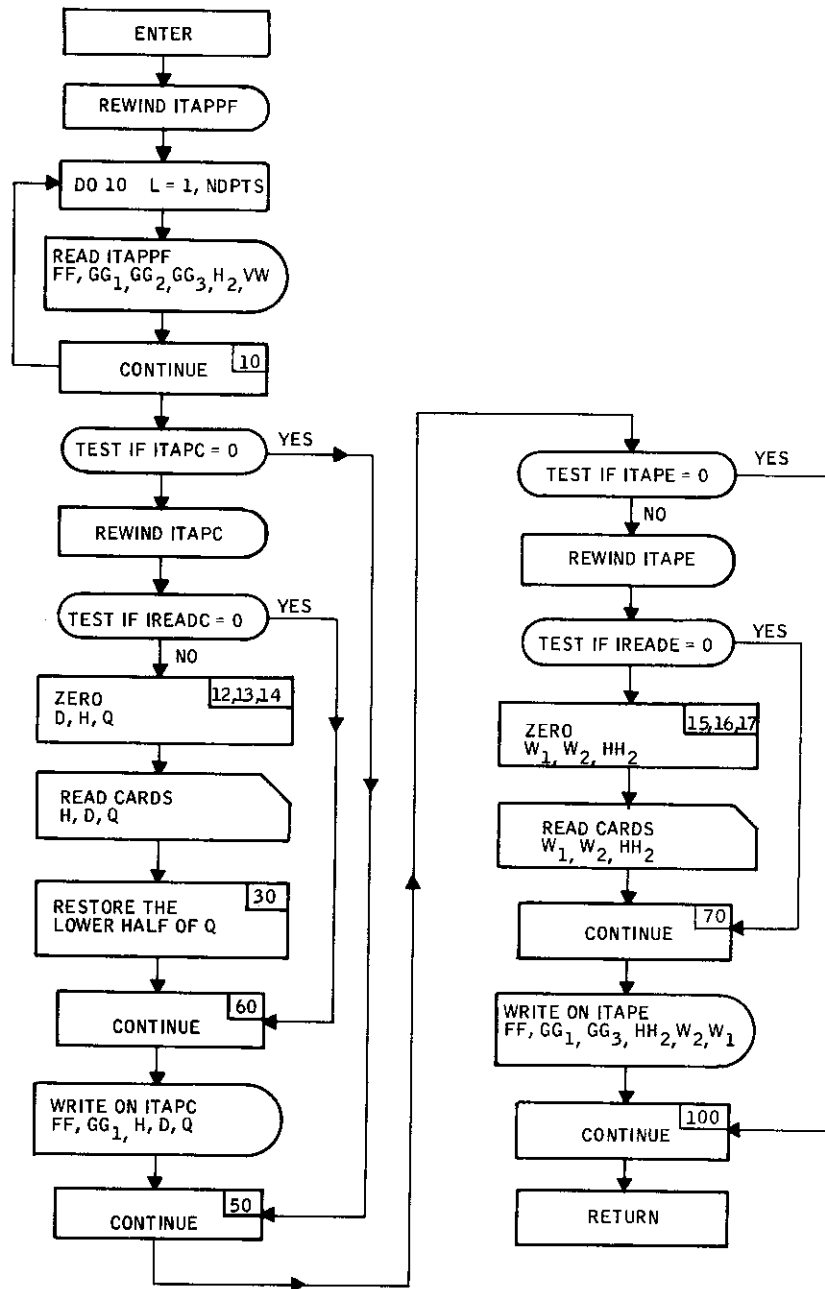 ENTER
REWIND ITAPPF
DO 10 L = 1, NDPTS
READ ITAPPF
FF, GG1, GG2, GG3, H2, VW
10
CONTINUE
TEST IF ITAPC = 0
YES
REWIND ITAPC
TEST IF IREADC = 0
YES
NO
12,13,14
ZERO
D, H, Q
READ CARDS
H, D, Q
30
RESTORE THE
LOWER HALF OF Q
60
CONTINUE
WRITE ON ITAPC
FF, GG1, H, D, Q
50
CONTINUE
TEST IF ITAPE = 0
YES
NO
REWIND ITAPE
TEST IF IREADE = 0
YES
15,16,17
ZERO
W1, W2, HH2
READ CARDS
W1, W2, HH2
70
CONTINUE
WRITE ON ITAPE
FF, GG1, GG3, HH2, W2, W1
100
CONTINUE
RETURN